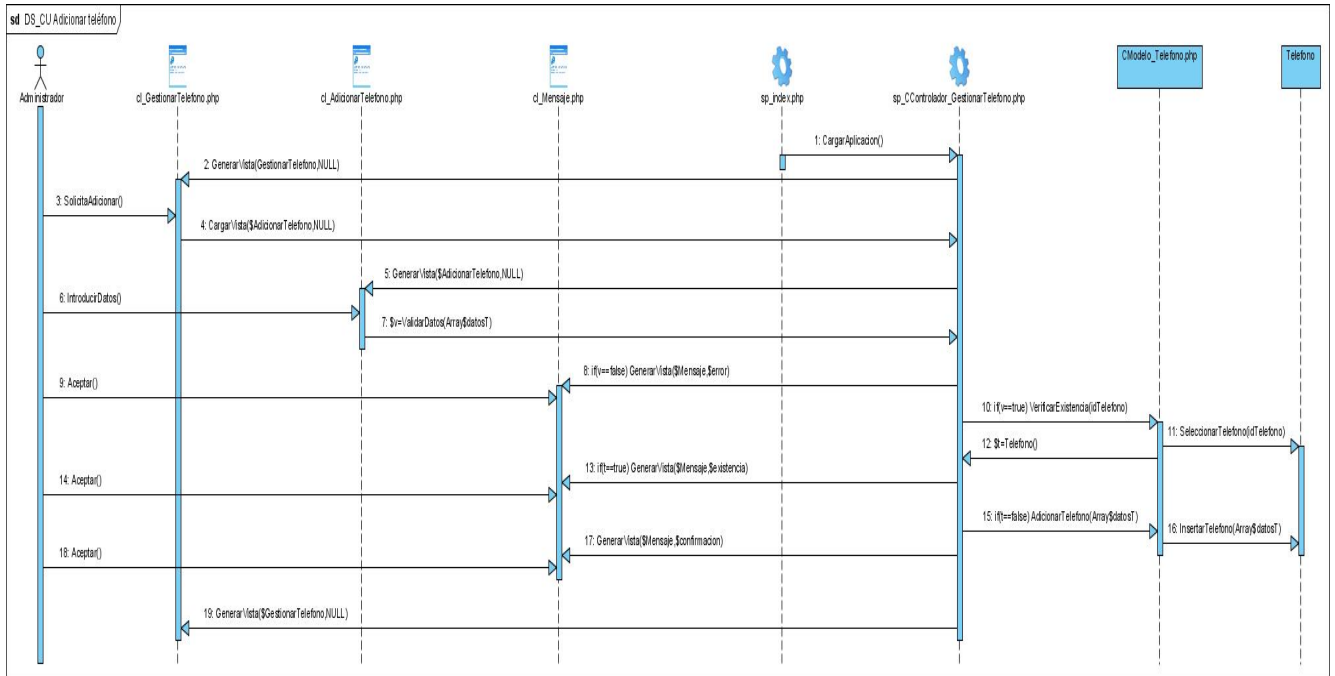 sd DS_CU Adicionar teléfono
Administrador
cl_GestionarTelefono.php
cl_AdicionarTelefono.php
cl_Mensaje.php
sp_index.php
sp_CControlador_GestionarTelefono.php
CModelo_Telefono.php
Telefono
1: CargarAplicacion()
2: GenerarVista(GestionarTelefono,NULL)
3: SolicitaAdicionar()
4: CargarVista($AdicionarTelefono,NULL)
5: GenerarVista($AdicionarTelefono,NULL)
6: IntroducirDatos()
7: $v=ValidarDatos(Array$datosT)
8: if(v==false) GenerarVista($Mensaje,$error)
9: Aceptar()
10: if(v==true) VerificarExistencia(idTelefono)
11: SeleccionarTelefono(idTelefono)
12: $t=Telefono()
13: if(t==true) GenerarVista($Mensaje,$existencia)
14: Aceptar()
15: if(t==false) AdicionarTelefono(Array$datosT)
16: InsertarTelefono(Array$datosT)
17: GenerarVista($Mensaje,$confirmacion)
18: Aceptar()
19: GenerarVista($GestionarTelefono,NULL)